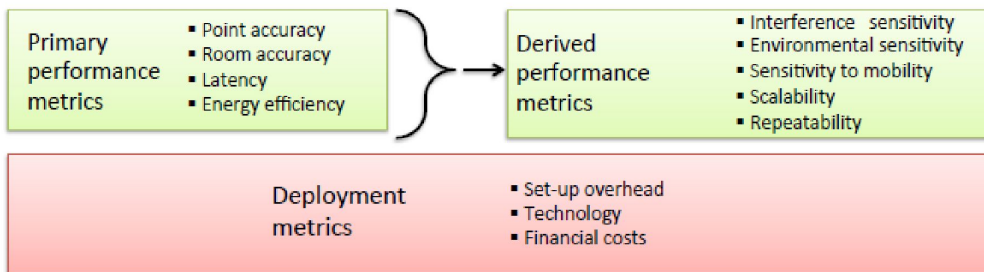 Primary
performance
metrics
▪ Point accuracy
▪ Room accuracy
▪ Latency
▪ Energy efficiency
Derived
performance
metrics
▪ Interference sensitivity
▪ Environmental sensitivity
▪ Sensitivity to mobility
▪ Scalability
▪ Repeatability
Deployment
metrics
▪ Set-up overhead
▪ Technology
▪ Financial costs